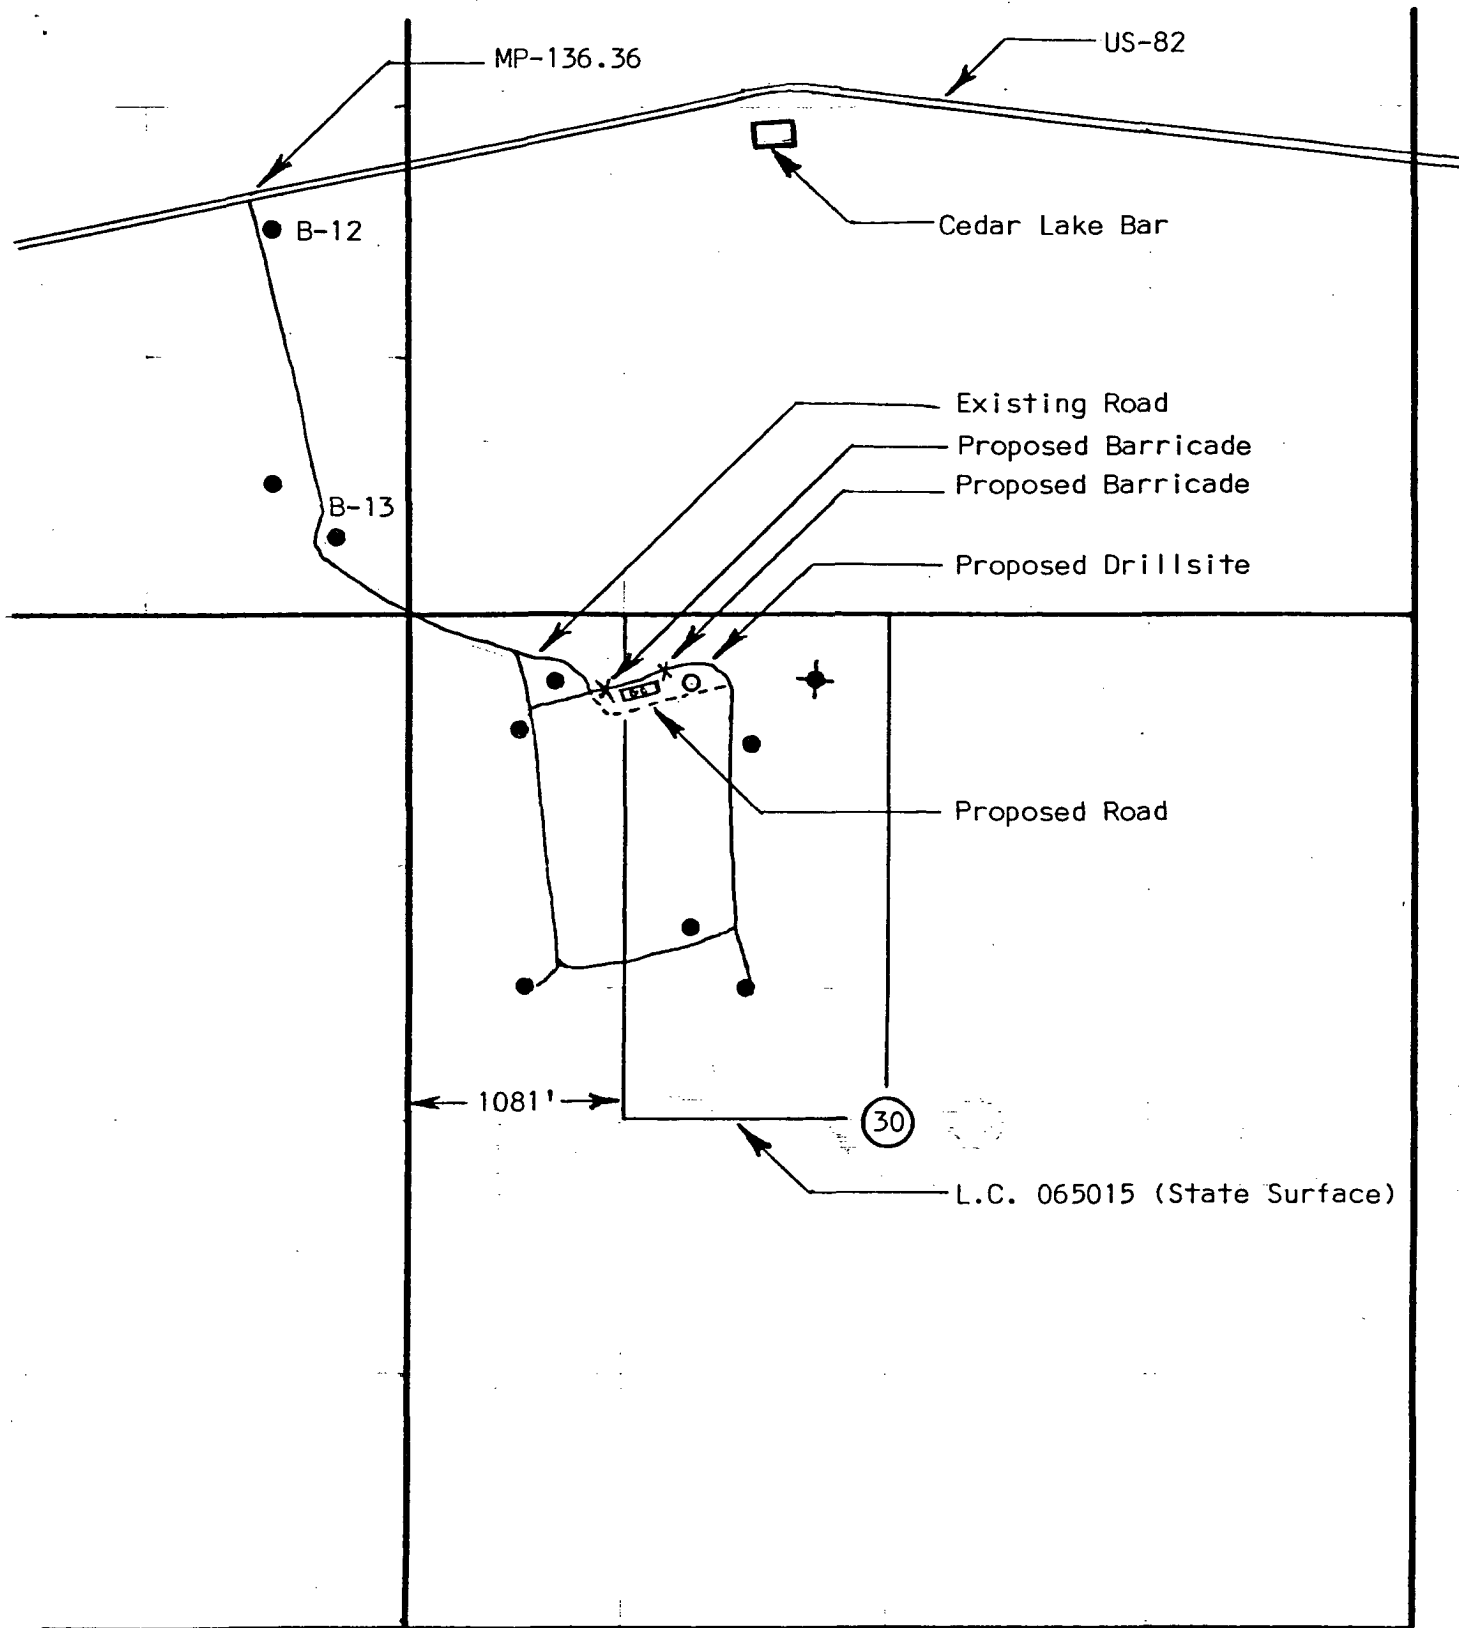 US-82
MP-136.36
Cedar Lake Bar
B-12
Existing Road
Proposed Barricade
Proposed Barricade
B-13
Proposed Drillsite
Proposed Road
1081'
30
L.C. 065015 (State Surface)